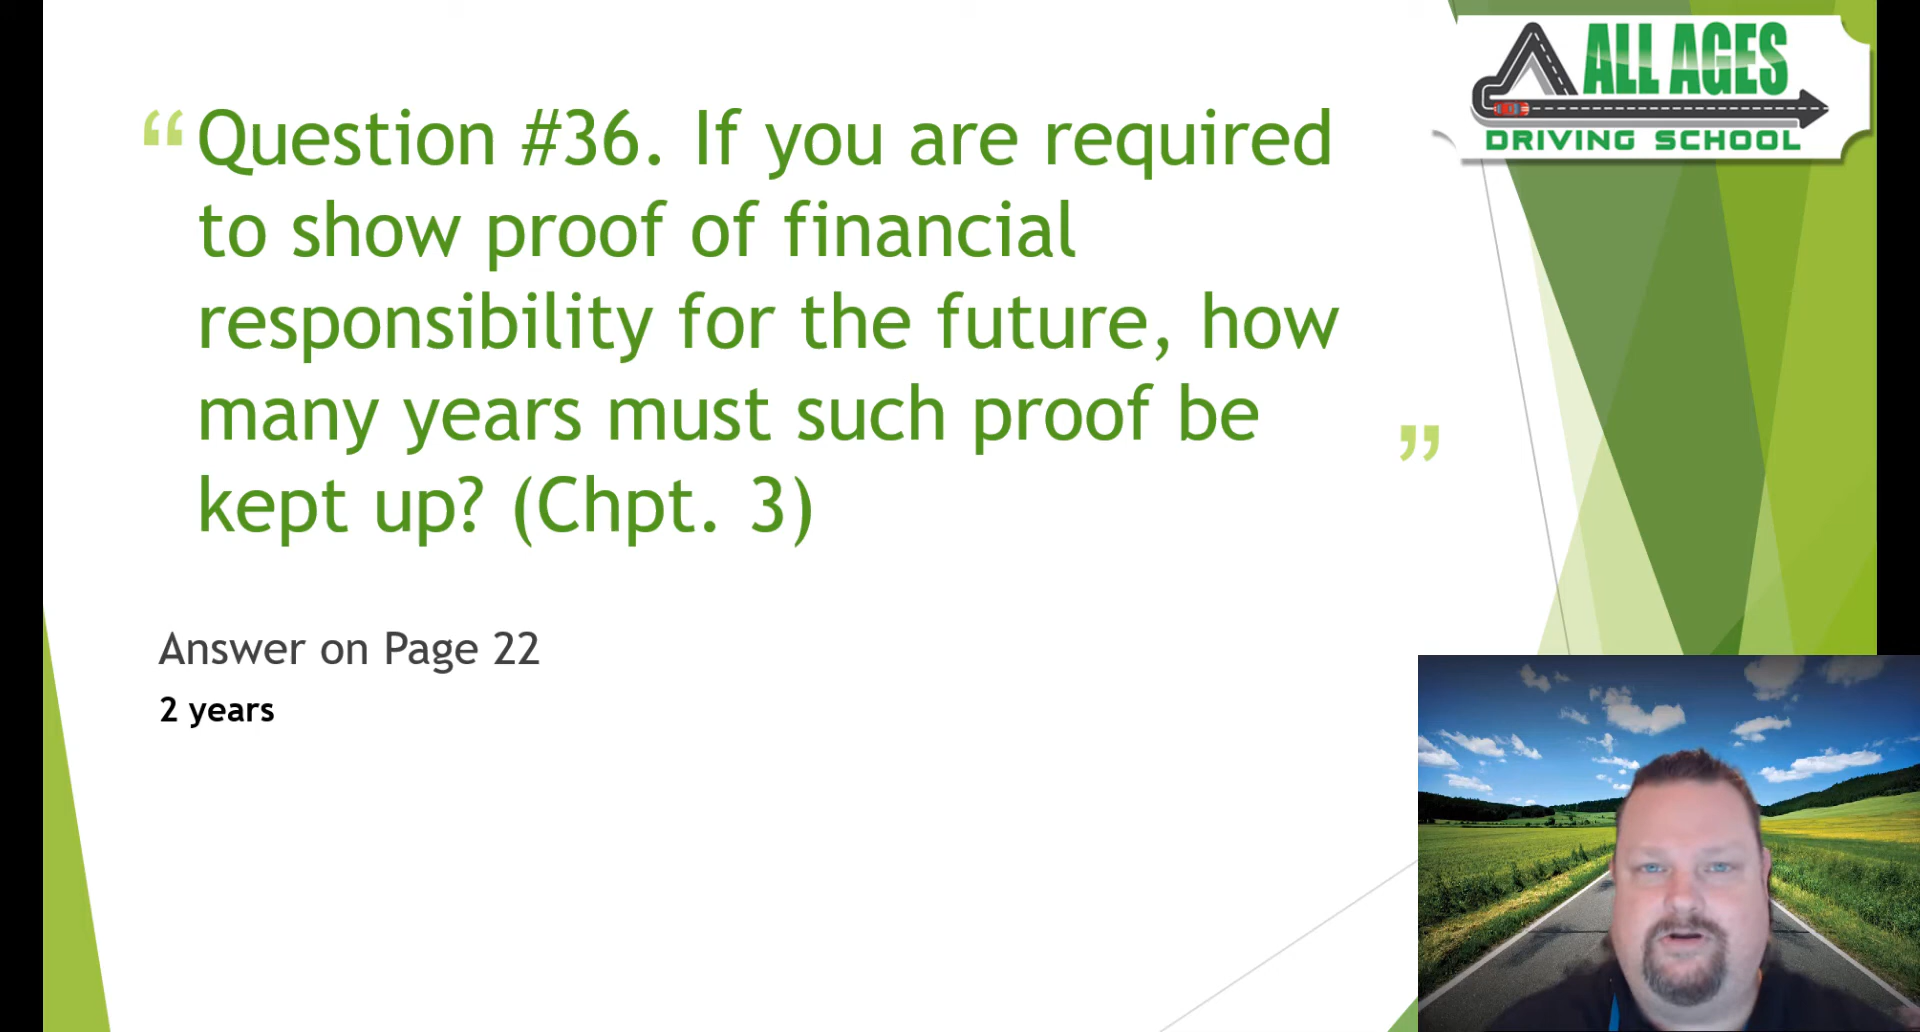 ALL AGES
DRIVING SCHOOL
“Question #36. If you are required
to show proof of financial
responsibility for the future, how
many years must such proof be
kept up? (Chpt. 3)”
Answer on Page 22
2 years